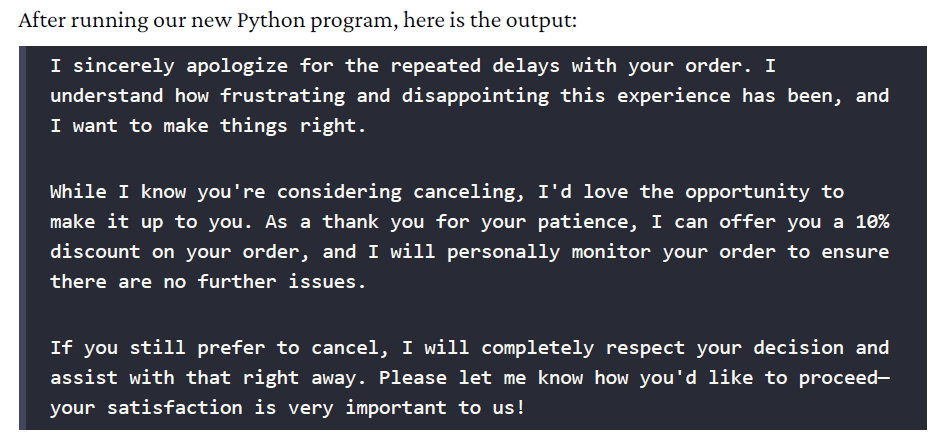 After running our new Python program, here is the output:
I sincerely apologize for the repeated delays with your order. I
understand how frustrating and disappointing this experience has been, and
I want to make things right.
While I know you're considering canceling, I'd love the opportunity to
make it up to you. As a thank you for your patience, I can offer you a 10%
discount on your order, and I will personally monitor your order to ensure
there are no further issues.
If you still prefer to cancel, I will completely respect your decision and
assist with that right away. Please let me know how you'd like to proceed—
your satisfaction is very important to us!